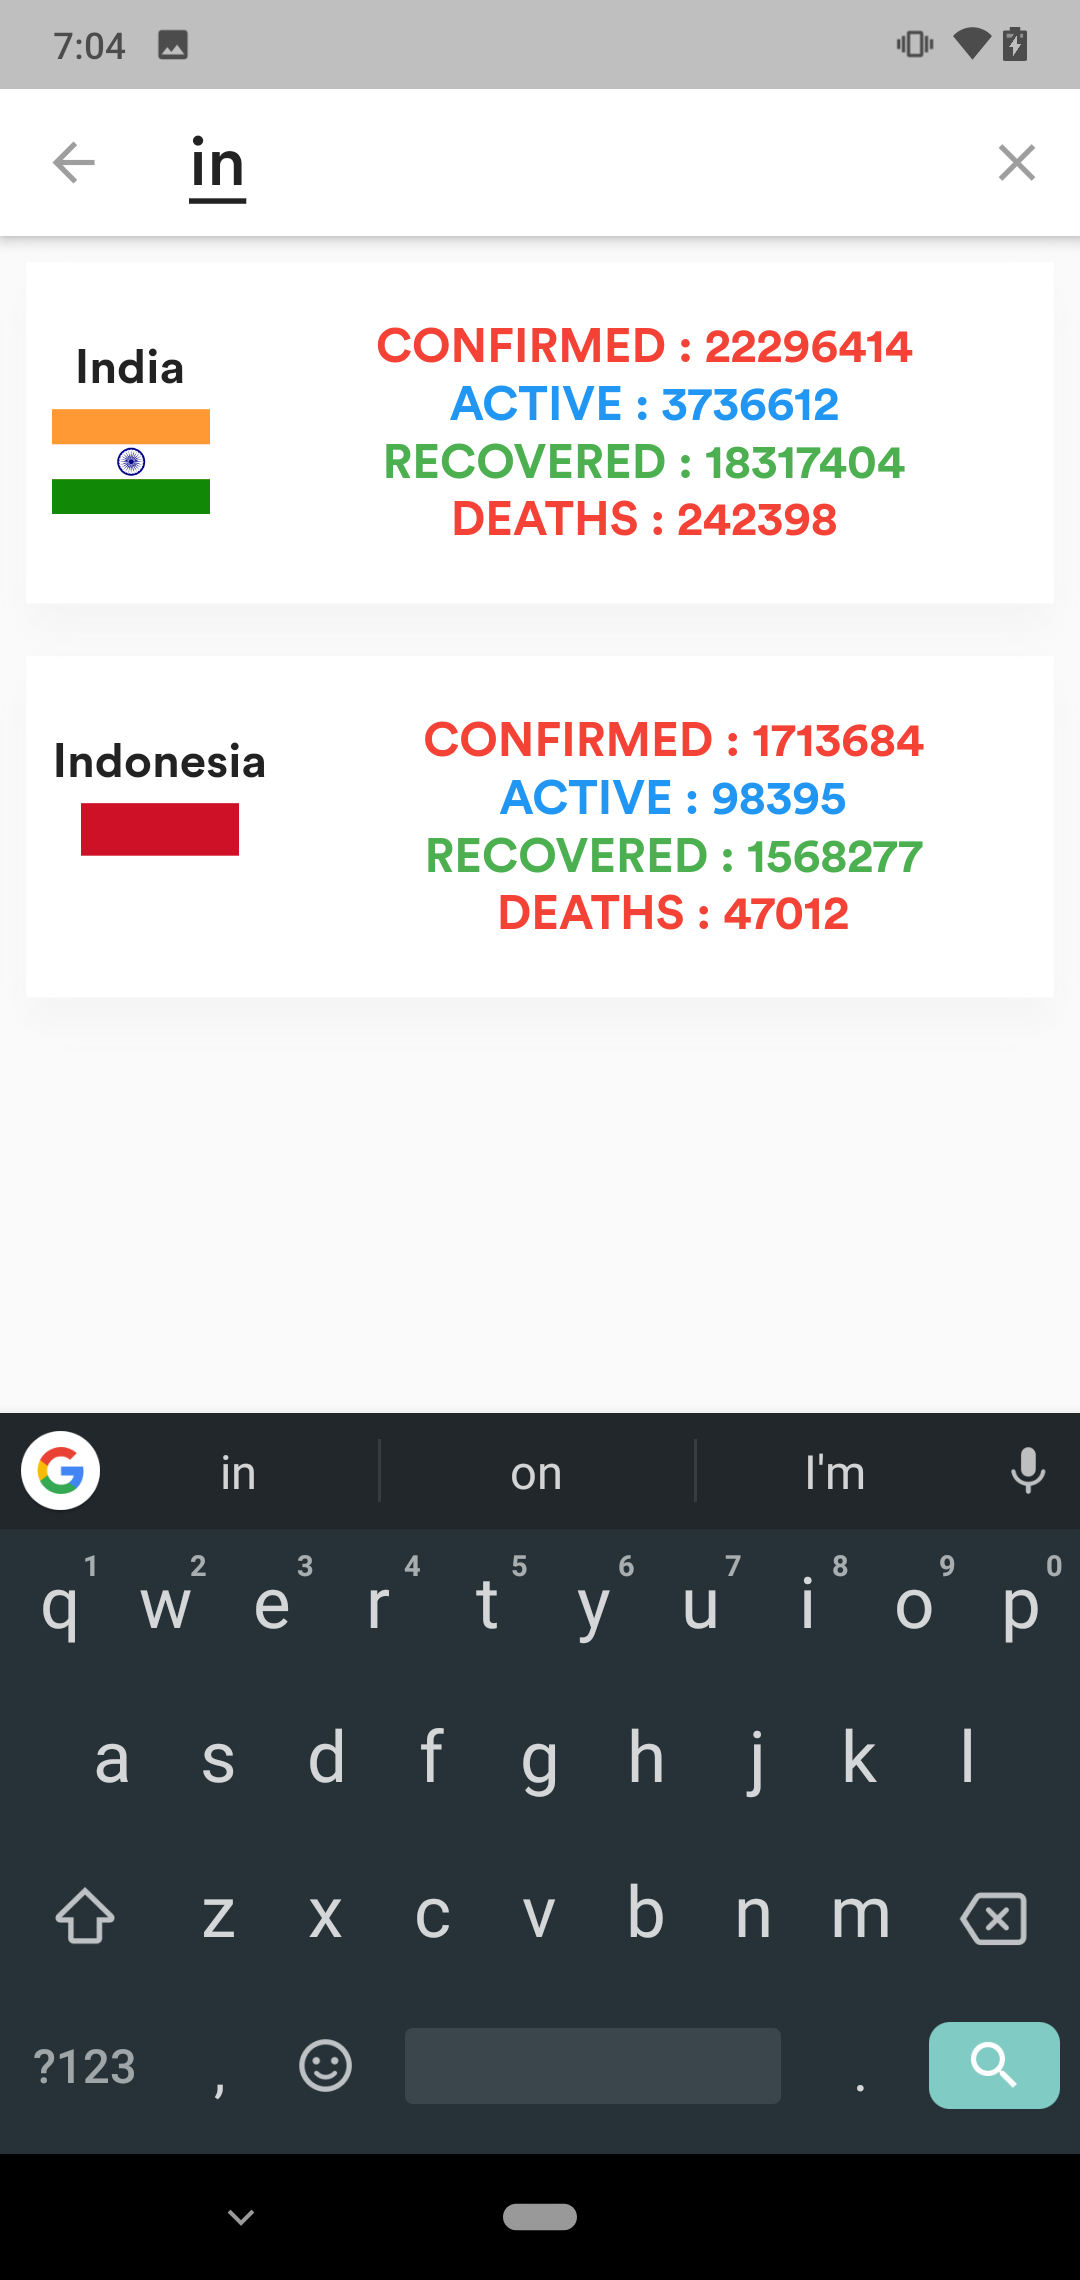 7:04
in
India
CONFIRMED : 22296414
ACTIVE : 3736612
RECOVERED : 18317404
DEATHS : 242398
Indonesia
CONFIRMED : 1713684
ACTIVE : 98395
RECOVERED : 1568277
DEATHS : 47012
in on I'm
1 2 3 4 5 6 7 8 9 0
q w e r t y u i o p
a s d f g h j k l
z x c v b n m
?123 , .